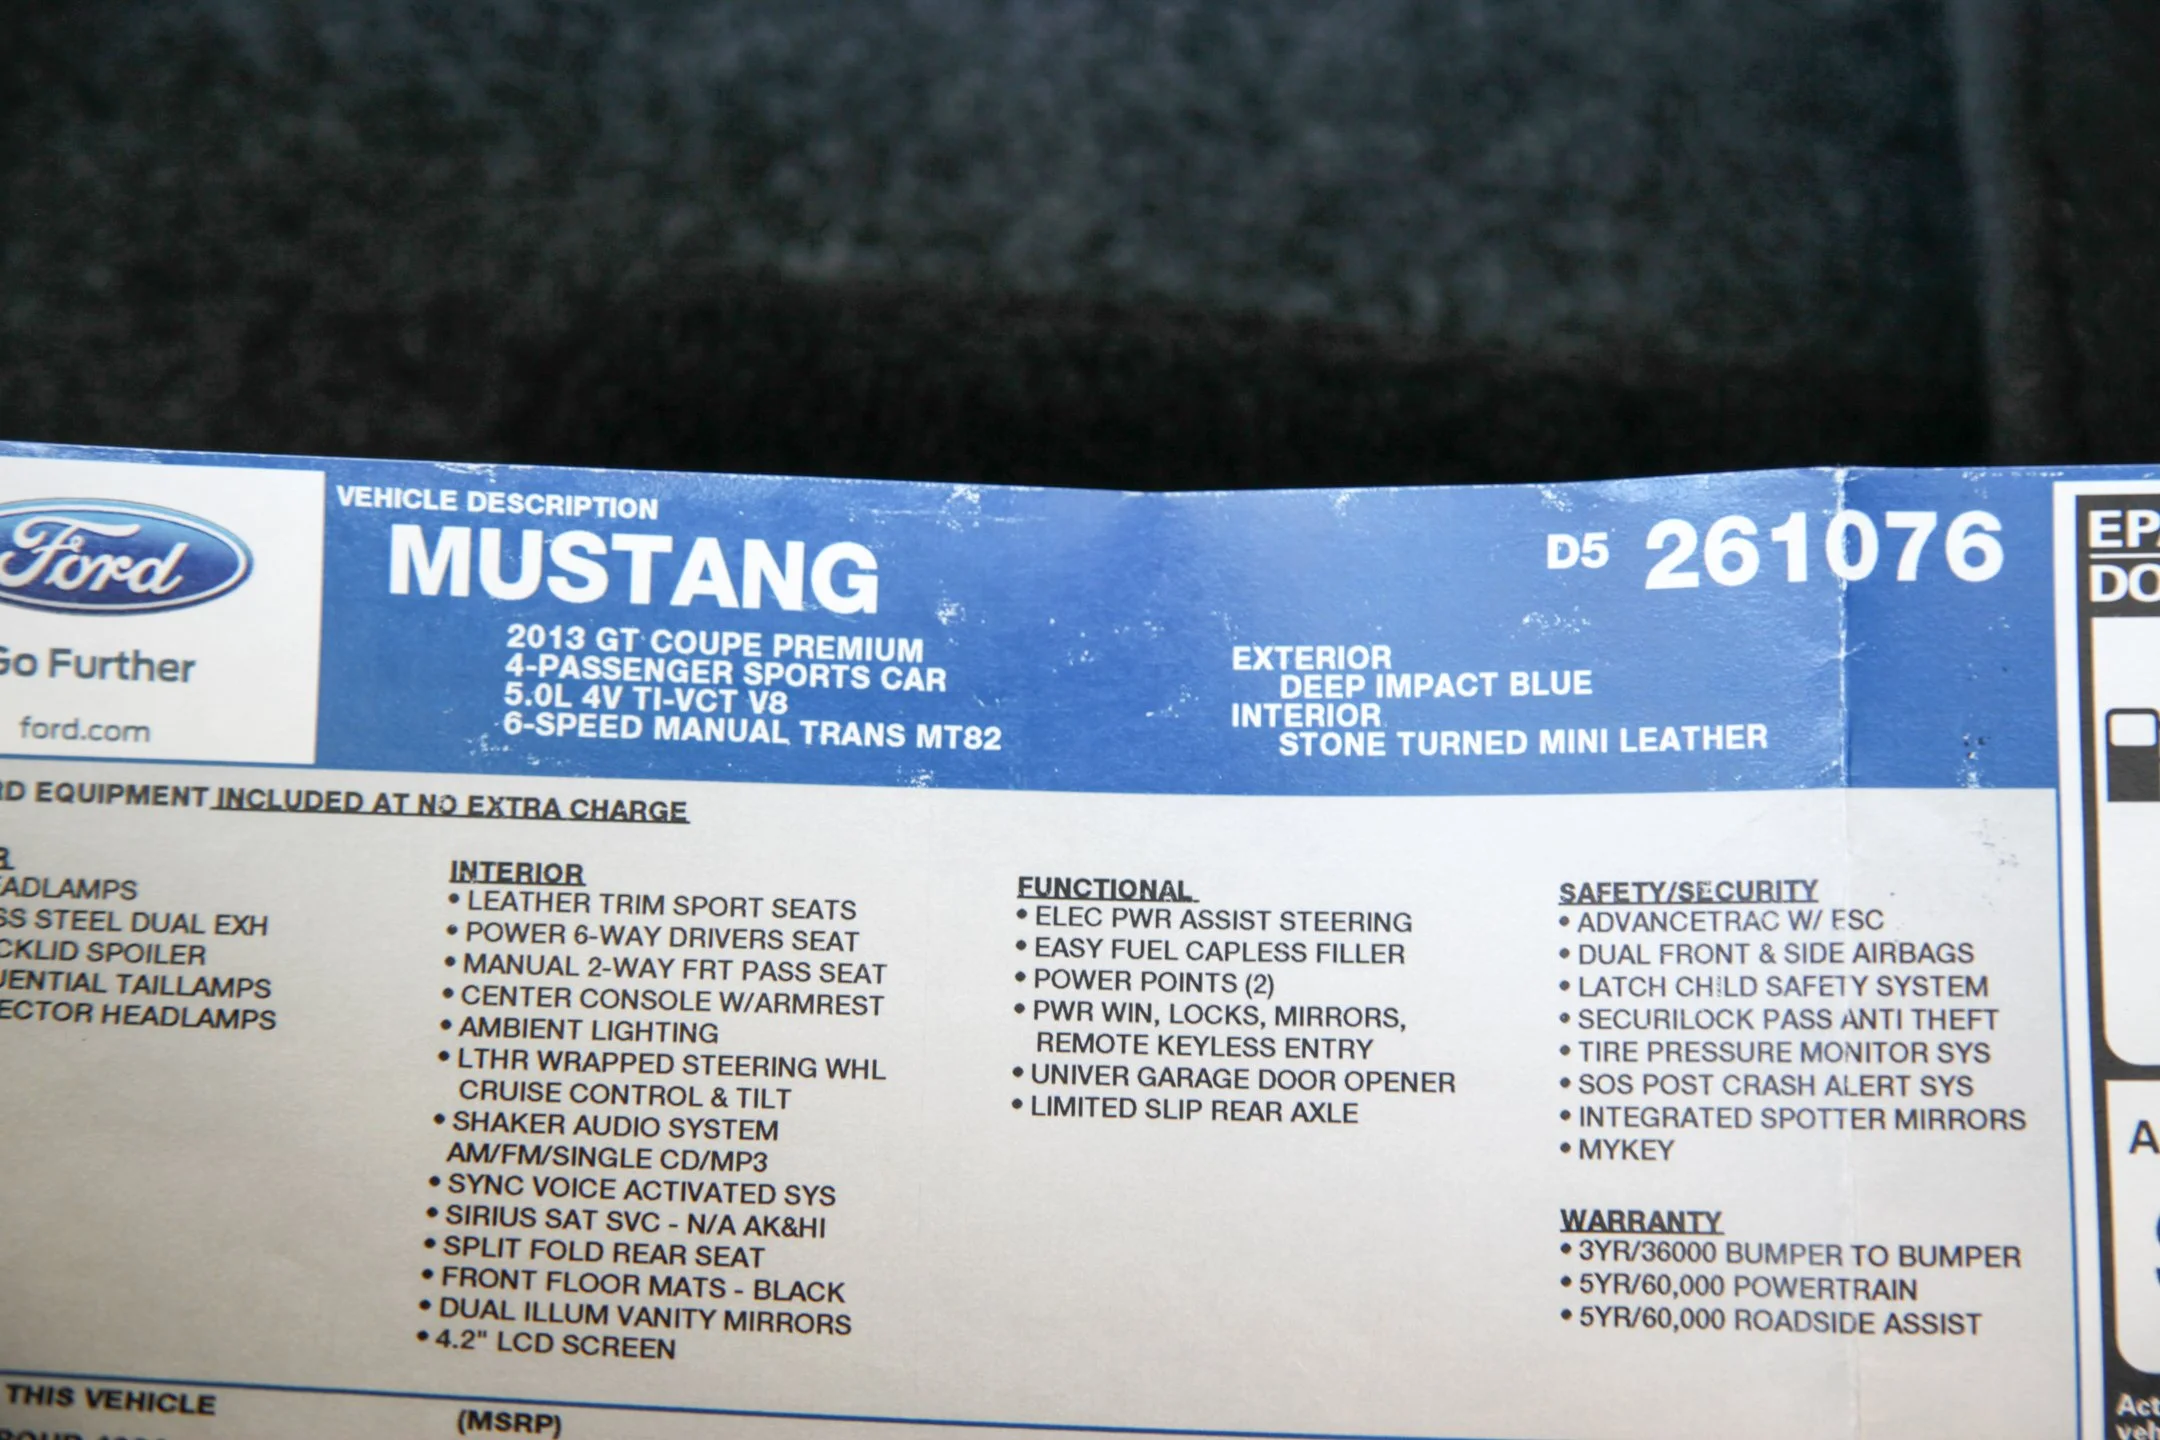 Ford
Go Further
ford.com
VEHICLE DESCRIPTION
MUSTANG
2013 GT COUPE PREMIUM
4-PASSENGER SPORTS CAR
5.0L 4V TI-VCT V8
6-SPEED MANUAL TRANS MT82
D5 261076
EXTERIOR
DEEP IMPACT BLUE
INTERIOR
STONE TURNED MINI LEATHER
EQUIPMENT INCLUDED AT NO EXTRA CHARGE
ADLAMPS
SS STEEL DUAL EXH
CKLID SPOILER
UENTIAL TAILLAMPS
ECTOR HEADLAMPS
INTERIOR
• LEATHER TRIM SPORT SEATS
• POWER 6-WAY DRIVERS SEAT
• MANUAL 2-WAY FRT PASS SEAT
• CENTER CONSOLE W/ARMREST
• AMBIENT LIGHTING
• LTHR WRAPPED STEERING WHL
CRUISE CONTROL & TILT
• SHAKER AUDIO SYSTEM
AM/FM/SINGLE CD/MP3
• SYNC VOICE ACTIVATED SYS
• SIRIUS SAT SVC - N/A AK&HI
• SPLIT FOLD REAR SEAT
• FRONT FLOOR MATS - BLACK
• DUAL ILLUM VANITY MIRRORS
• 4.2" LCD SCREEN
FUNCTIONAL
• ELEC PWR ASSIST STEERING
• EASY FUEL CAPLESS FILLER
• POWER POINTS (2)
• PWR WIN, LOCKS, MIRRORS,
REMOTE KEYLESS ENTRY
• UNIVER GARAGE DOOR OPENER
• LIMITED SLIP REAR AXLE
SAFETY/SECURITY
• ADVANCETRAC W/ ESC
• DUAL FRONT & SIDE AIRBAGS
• LATCH CHILD SAFETY SYSTEM
• SECURILOCK PASS ANTI THEFT
• TIRE PRESSURE MONITOR SYS
• SOS POST CRASH ALERT SYS
• INTEGRATED SPOTTER MIRRORS
• MYKEY
WARRANTY
• 3YR/36000 BUMPER TO BUMPER
• 5YR/60,000 POWERTRAIN
• 5YR/60,000 ROADSIDE ASSIST
THIS VEHICLE
(MSRP)
EP
DO
A
Act
veh